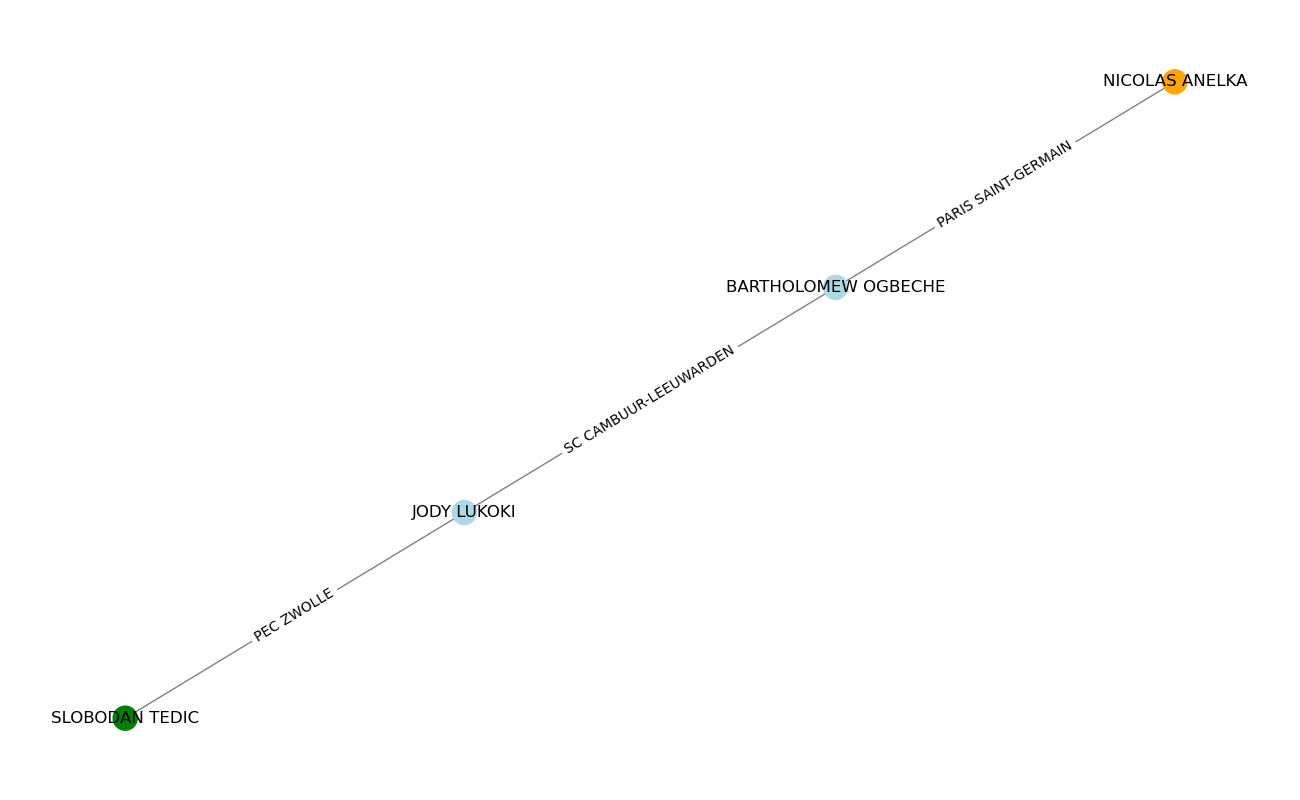 NICOLAS ANELKA
PARIS SAINT-GERMAIN
BARTHOLOMEW OGBECHE
SC CAMBUUR-LEEUWARDEN
JODY LUKOKI
PEC ZWOLLE
SLOBODAN TEDIC